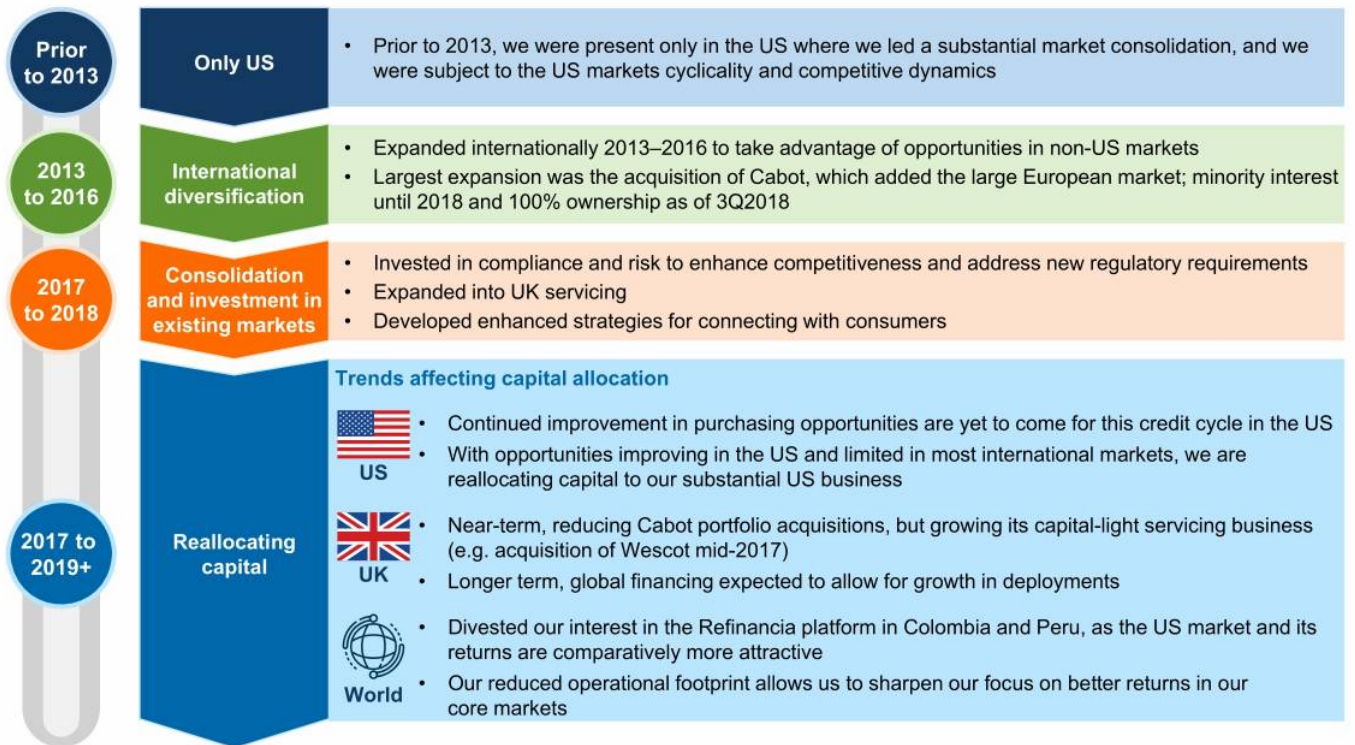 Prior
to 2013
Only US
• Prior to 2013, we were present only in the US where we led a substantial market consolidation, and we
were subject to the US markets cyclicality and competitive dynamics
2013
to 2016
International
diversification
• Expanded internationally 2013–2016 to take advantage of opportunities in non-US markets
• Largest expansion was the acquisition of Cabot, which added the large European market; minority interest
until 2018 and 100% ownership as of 3Q2018
2017
to 2018
Consolidation
and investment in
existing markets
• Invested in compliance and risk to enhance competitiveness and address new regulatory requirements
• Expanded into UK servicing
• Developed enhanced strategies for connecting with consumers
2017 to
2019+
Reallocating
capital
Trends affecting capital allocation
US
• Continued improvement in purchasing opportunities are yet to come for this credit cycle in the US
• With opportunities improving in the US and limited in most international markets, we are
reallocating capital to our substantial US business
UK
• Near-term, reducing Cabot portfolio acquisitions, but growing its capital-light servicing business
(e.g. acquisition of Wescot mid-2017)
• Longer term, global financing expected to allow for growth in deployments
World
• Divested our interest in the Refinancia platform in Colombia and Peru, as the US market and its
returns are comparatively more attractive
• Our reduced operational footprint allows us to sharpen our focus on better returns in our
core markets